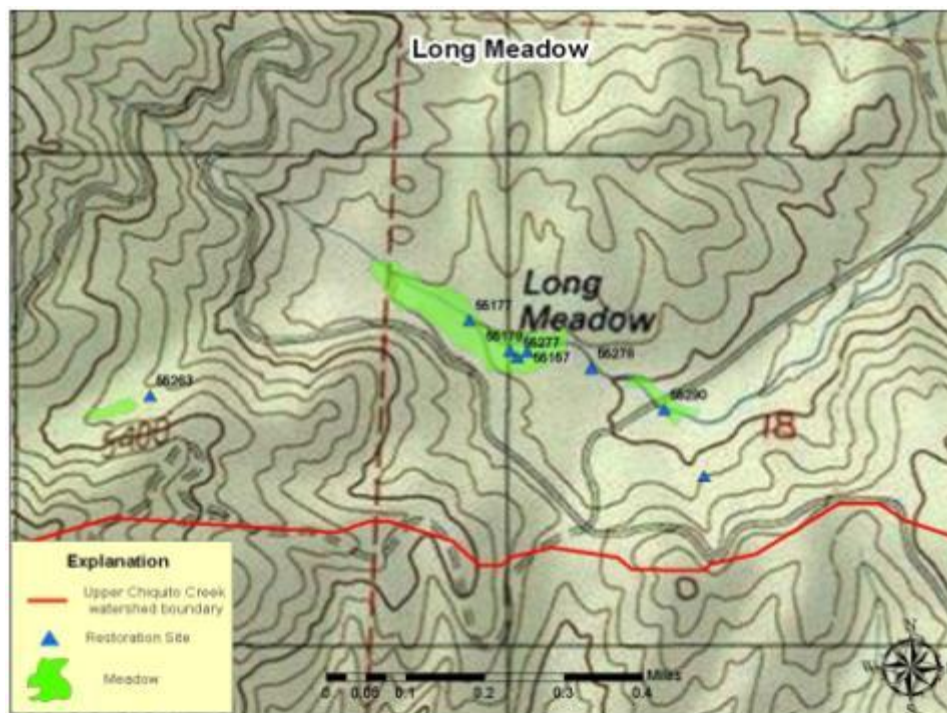 Long Meadow
Long
Meadow
56177
56277
56167
56278
56290
56263
5400
18
Explanation
Upper Chiquito Creek
watershed boundary
Restoration Site
Meadow
0 0.05 0.1 0.2 0.3 0.4
Miles
N
W
E
S